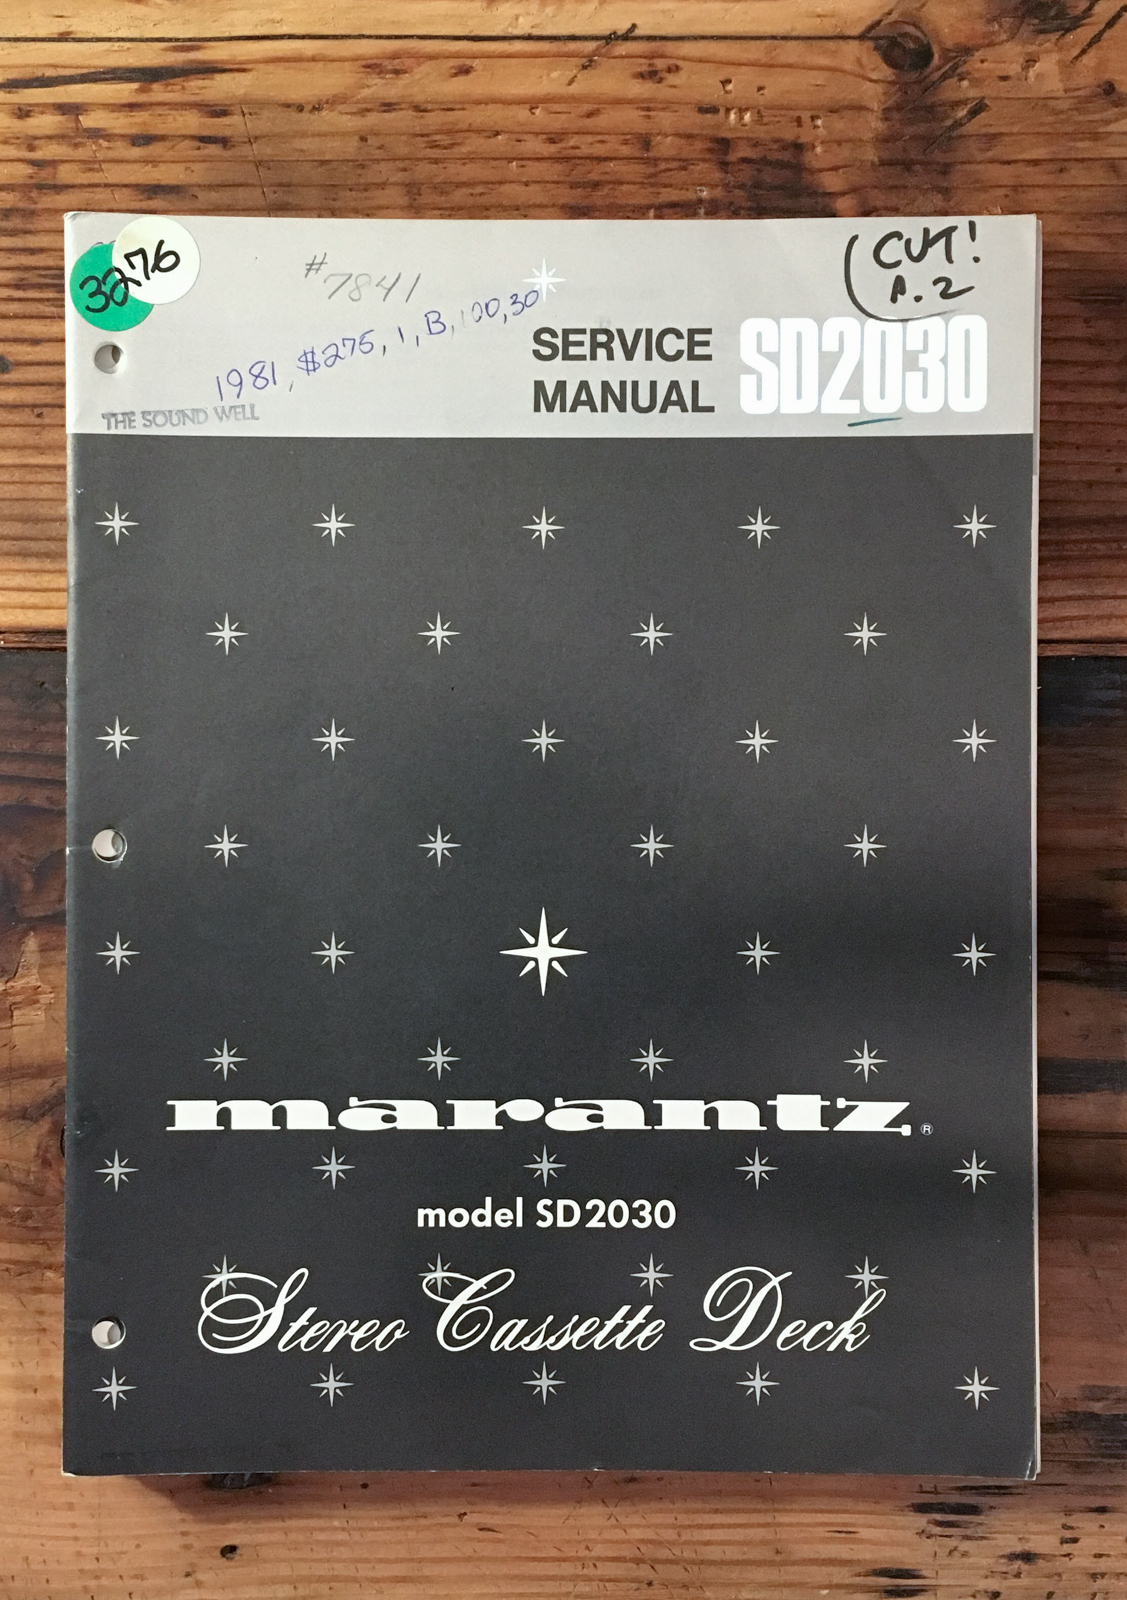 3276
#7841
CUT!
A.2
1981, $275, 1, B, 100, 30
SERVICE
MANUAL
SD2030
THE SOUND WELL
marantz®
model SD2030
Stereo Cassette Deck